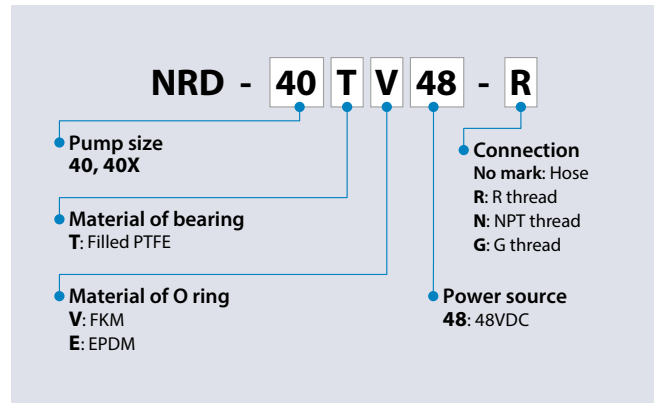 NRD - 40 T V 48 - R
Pump size
40, 40X
Material of bearing
T: Filled PTFE
Material of O ring
V: FKM
E: EPDM
Connection
No mark: Hose
R: R thread
N: NPT thread
G: G thread
Power source
48: 48VDC